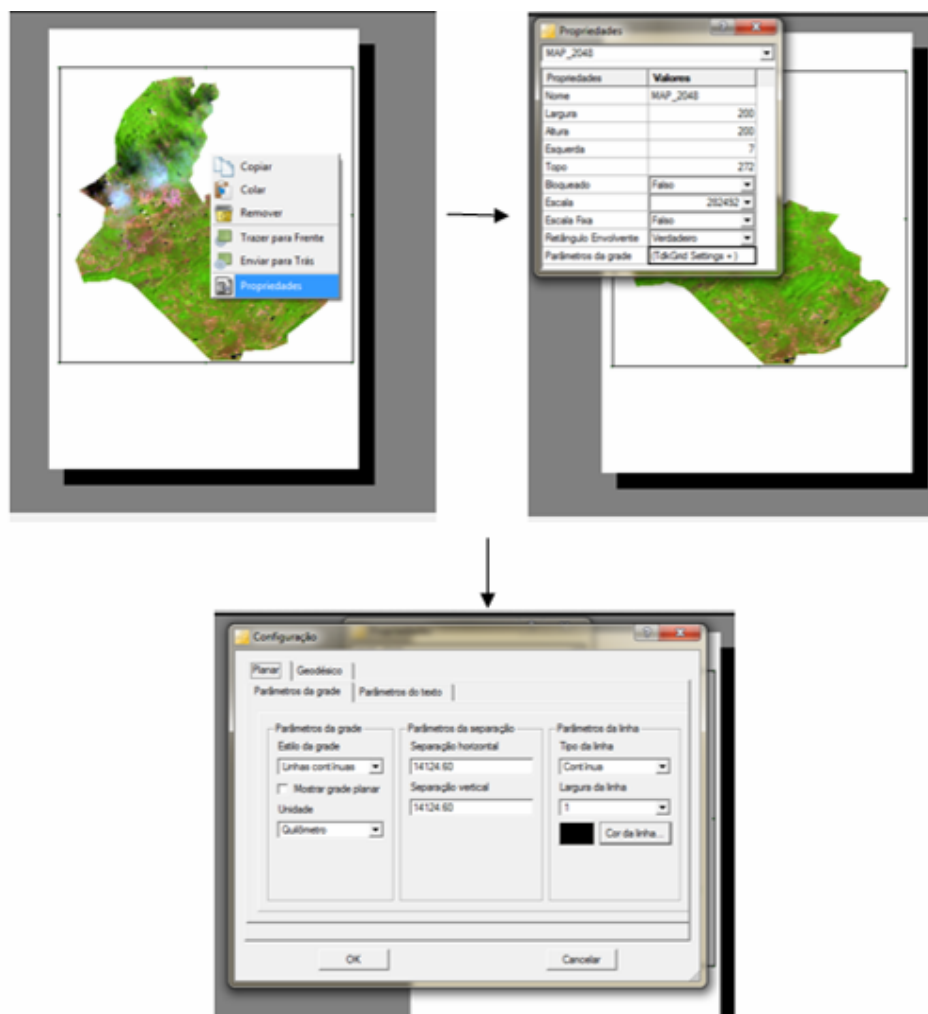 Copiar
Colar
Remover
Trazer para Frente
Enviar para Trás
Propriedades
Propriedades
MAP_2048
Propriedades Valores
Nome MAP_2048
Largura 200
Altura 200
Esquerda 7
Topo 272
Bloqueado Falso
Escala 282492
Escala Fixa Falso
Retângulo Envolvente Verdadeiro
Parâmetros da grade (TdkGrid Settings + )
Configuração
Planar Geodésico
Parâmetros da grade Parâmetros do texto
Parâmetros da grade Parâmetros da separação Parâmetros da linha
Estilo da grade Separação horizontal Tipo da linha
Linhas contínuas 14124.60 Contínua
Mostrar grade planar Separação vertical Largura da linha
Unidade 14124.60 1
Quilômetro Cor da linha...
OK Cancelar